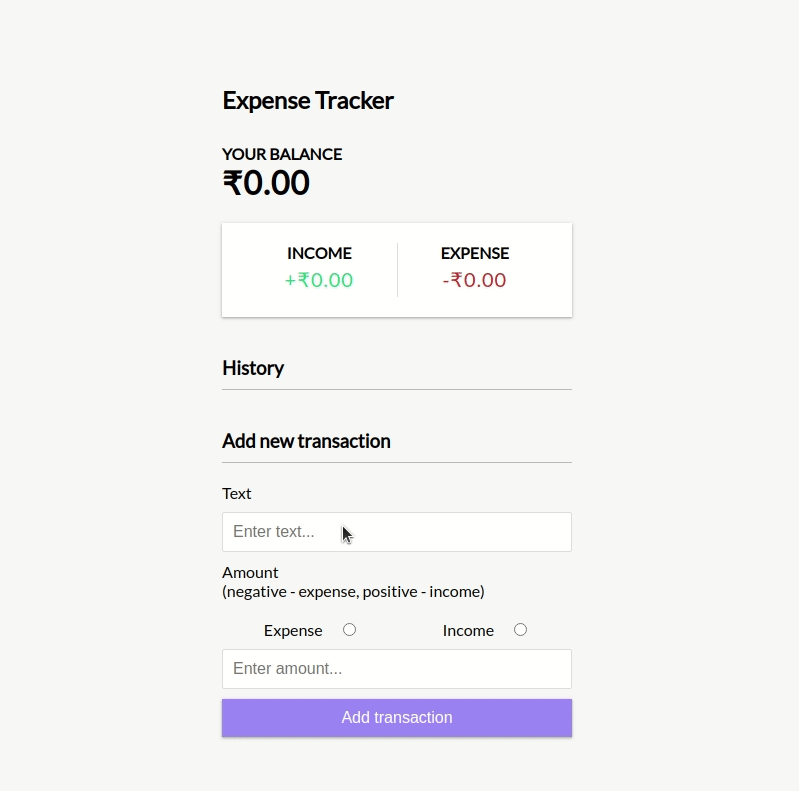 Expense Tracker
YOUR BALANCE
₹0.00
INCOME EXPENSE
+₹0.00 -₹0.00
History
Add new transaction
Text
Enter text...
Amount
(negative - expense, positive - income)
Expense Income
Enter amount...
Add transaction